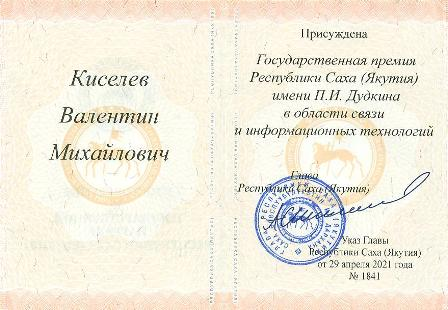 Киселев
Валентин
Михайлович
Присуждена
Государственная премия
Республики Саха (Якутия)
имени П.И. Дудкина
в области связи
и информационных технологий
Глава
Республики Саха (Якутия)
Указ Главы
Республики Саха (Якутия)
от 29 апреля 2021 года
№ 1841